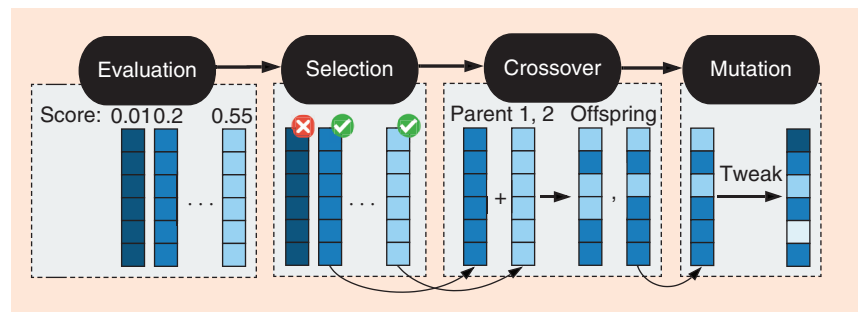 Evaluation Selection Crossover Mutation
Score: 0.01 0.2 0.55
Parent 1, 2 Offspring
Tweak
. . . . . . + ,